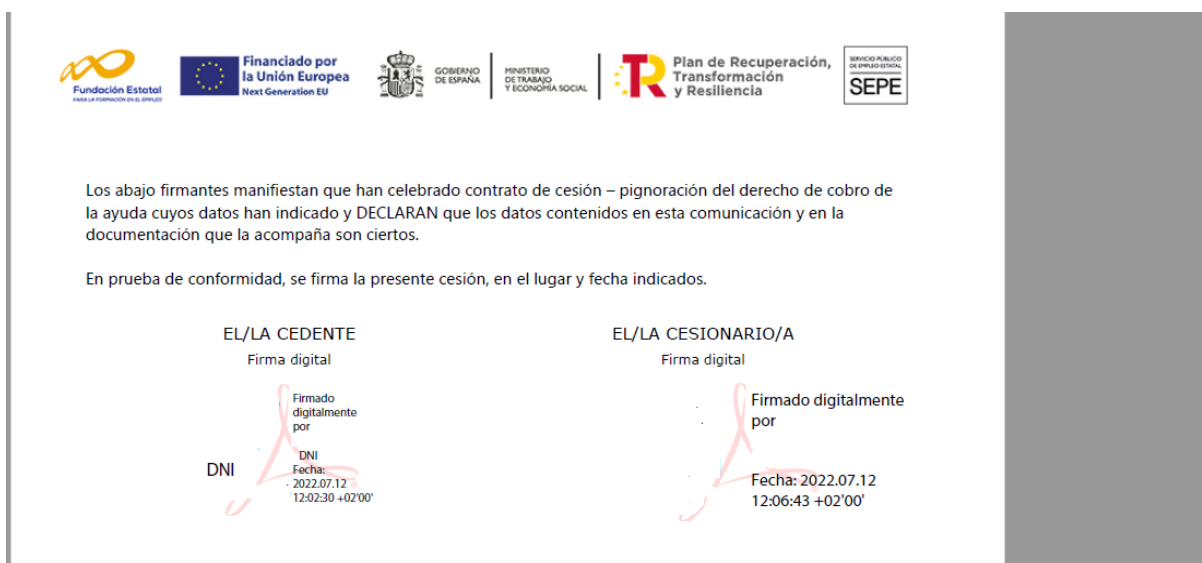 Fundación Estatal
PARA LA FORMACIÓN EN EL EMPLEO
Financiado por
la Unión Europea
Next Generation EU
GOBIERNO
DE ESPAÑA
MINISTERIO
DE TRABAJO
Y ECONOMÍA SOCIAL
Plan de Recuperación,
Transformación
y Resiliencia
SERVICIO PÚBLICO
DE EMPLEO ESTATAL
SEPE
Los abajo firmantes manifiestan que han celebrado contrato de cesión – pignoración del derecho de cobro de
la ayuda cuyos datos han indicado y DECLARAN que los datos contenidos en esta comunicación y en la
documentación que la acompaña son ciertos.
En prueba de conformidad, se firma la presente cesión, en el lugar y fecha indicados.
EL/LA CEDENTE
Firma digital
DNI
Firmado
digitalmente
por
DNI
Fecha:
2022.07.12
12:02:30 +02'00'
EL/LA CESIONARIO/A
Firma digital
Firmado digitalmente
por
Fecha: 2022.07.12
12:06:43 +02'00'